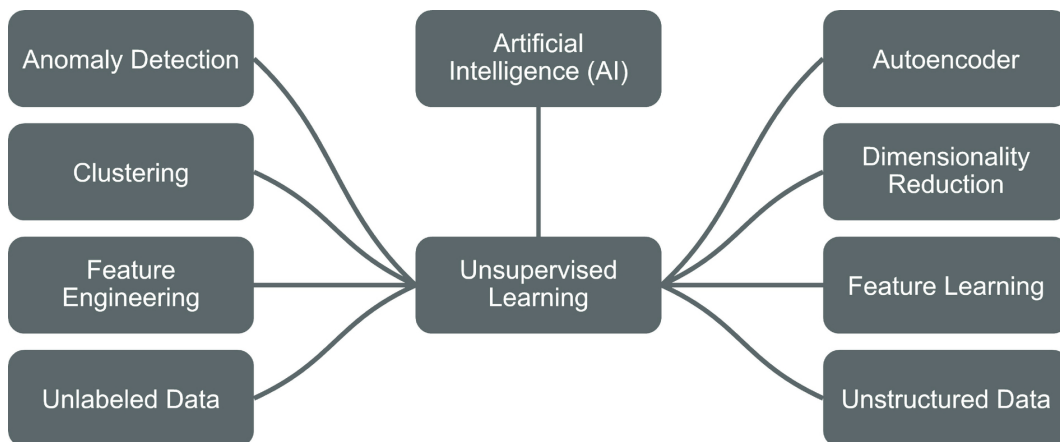 Anomaly Detection
Artificial
Intelligence (AI)
Autoencoder
Clustering
Dimensionality
Reduction
Feature
Engineering
Unsupervised
Learning
Feature Learning
Unlabeled Data
Unstructured Data